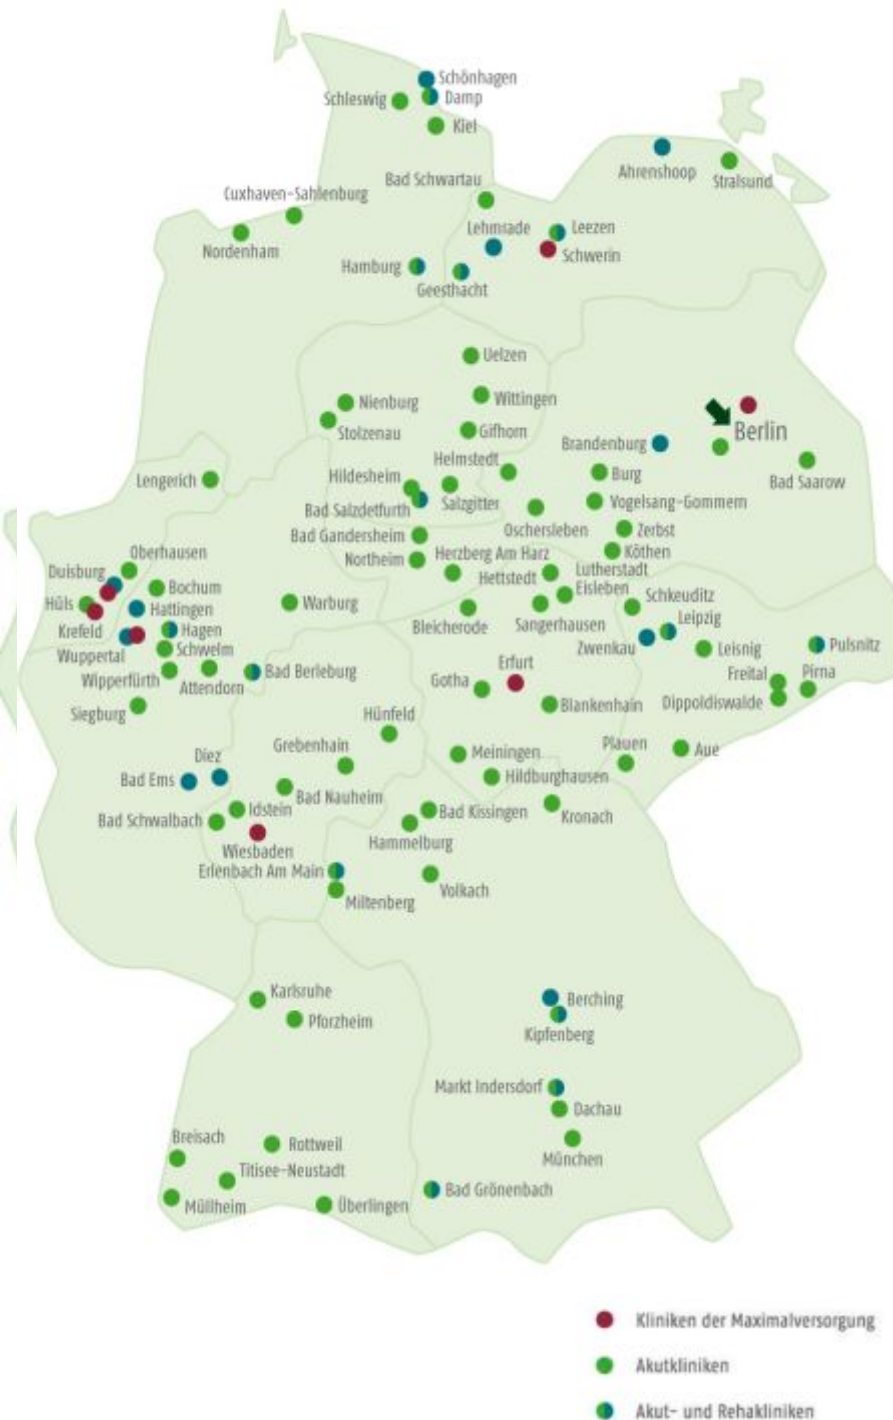 Schönhagen
Schleswig
Damp
Kiel
Ahrenshoop
Stralsund
Bad Schwartau
Cuxhaven-Sahlenburg
Lehmrade
Leezen
Nordenham
Schwerin
Hamburg
Geesthacht
Uelzen
Nienburg
Wittingen
Stolzenau
Gifhorn
Berlin
Brandenburg
Helmstedt
Burg
Bad Saarow
Lengerich
Hildesheim
Salzgitter
Vogelsang-Gommern
Bad Salzdetfurth
Oschersleben
Zerbst
Bad Gandersheim
Köthen
Oberhausen
Northeim
Herzberg Am Harz
Duisburg
Hettstedt
Lutherstadt
Eisleben
Bochum
Schkeuditz
Hüls
Hattingen
Warburg
Leipzig
Krefeld
Hagen
Bleicherode
Sangerhausen
Zwenkau
Leisnig
Pulsnitz
Wuppertal
Schwelm
Erfurt
Freital
Pirna
Wipperfürth
Attendorn
Bad Berleburg
Gotha
Blankenhain
Dippoldiswalde
Siegburg
Hünfeld
Grebenhain
Meiningen
Plauen
Aue
Diez
Bad Ems
Hildburghausen
Bad Nauheim
Idstein
Bad Kissingen
Kronach
Bad Schwalbach
Hammelburg
Wiesbaden
Erlenbach Am Main
Volkach
Miltenberg
Karlsruhe
Berching
Pforzheim
Kipfenberg
Markt Indersdorf
Dachau
Breisach
Rottweil
München
Titisee-Neustadt
Bad Grönenbach
Müllheim
Überlingen
Kliniken der Maximalversorgung
Akutkliniken
Akut- und Rehakliniken